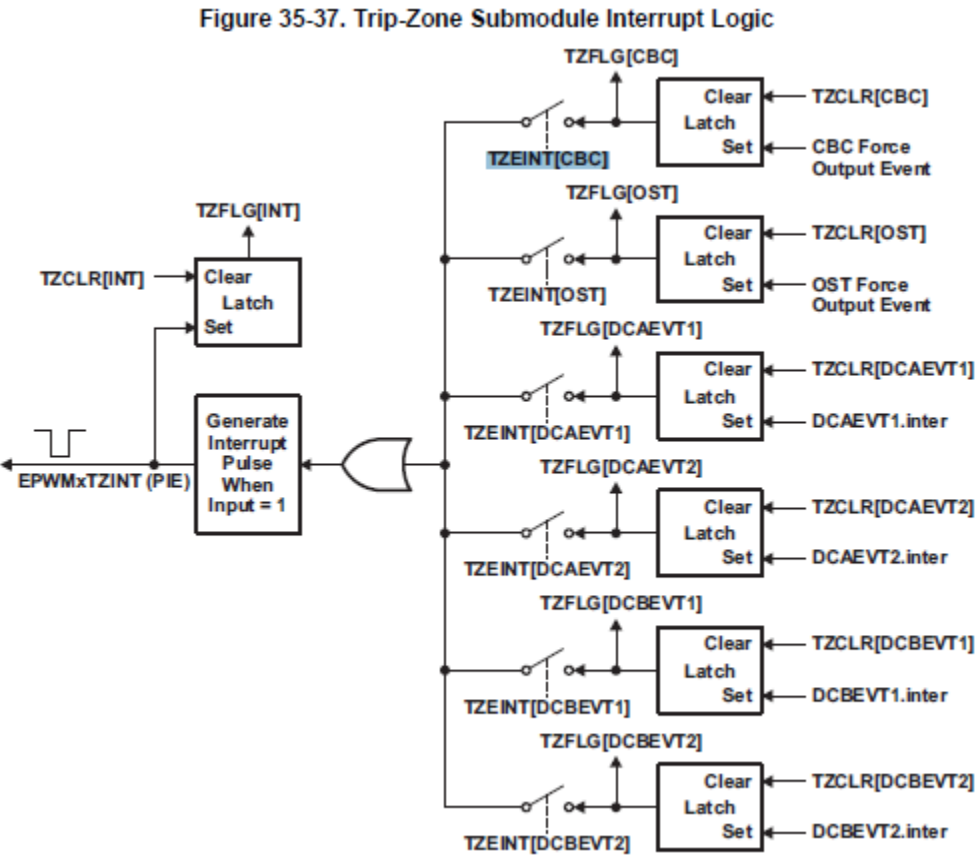 Figure 35-37. Trip-Zone Submodule Interrupt Logic
TZFLG[CBC]
Clear
Latch
Set
TZCLR[CBC]
CBC Force
Output Event
TZEINT[CBC]
TZFLG[OST]
Clear
Latch
Set
TZCLR[OST]
OST Force
Output Event
TZEINT[OST]
TZFLG[INT]
TZCLR[INT]
Clear
Latch
Set
Generate
Interrupt
Pulse
When
Input = 1
EPWMxTZINT (PIE)
TZFLG[DCAEVT1]
Clear
Latch
Set
TZCLR[DCAEVT1]
DCAEVT1.inter
TZEINT[DCAEVT1]
TZFLG[DCAEVT2]
Clear
Latch
Set
TZCLR[DCAEVT2]
DCAEVT2.inter
TZEINT[DCAEVT2]
TZFLG[DCBEVT1]
Clear
Latch
Set
TZCLR[DCBEVT1]
DCBEVT1.inter
TZEINT[DCBEVT1]
TZFLG[DCBEVT2]
Clear
Latch
Set
TZCLR[DCBEVT2]
DCBEVT2.inter
TZEINT[DCBEVT2]